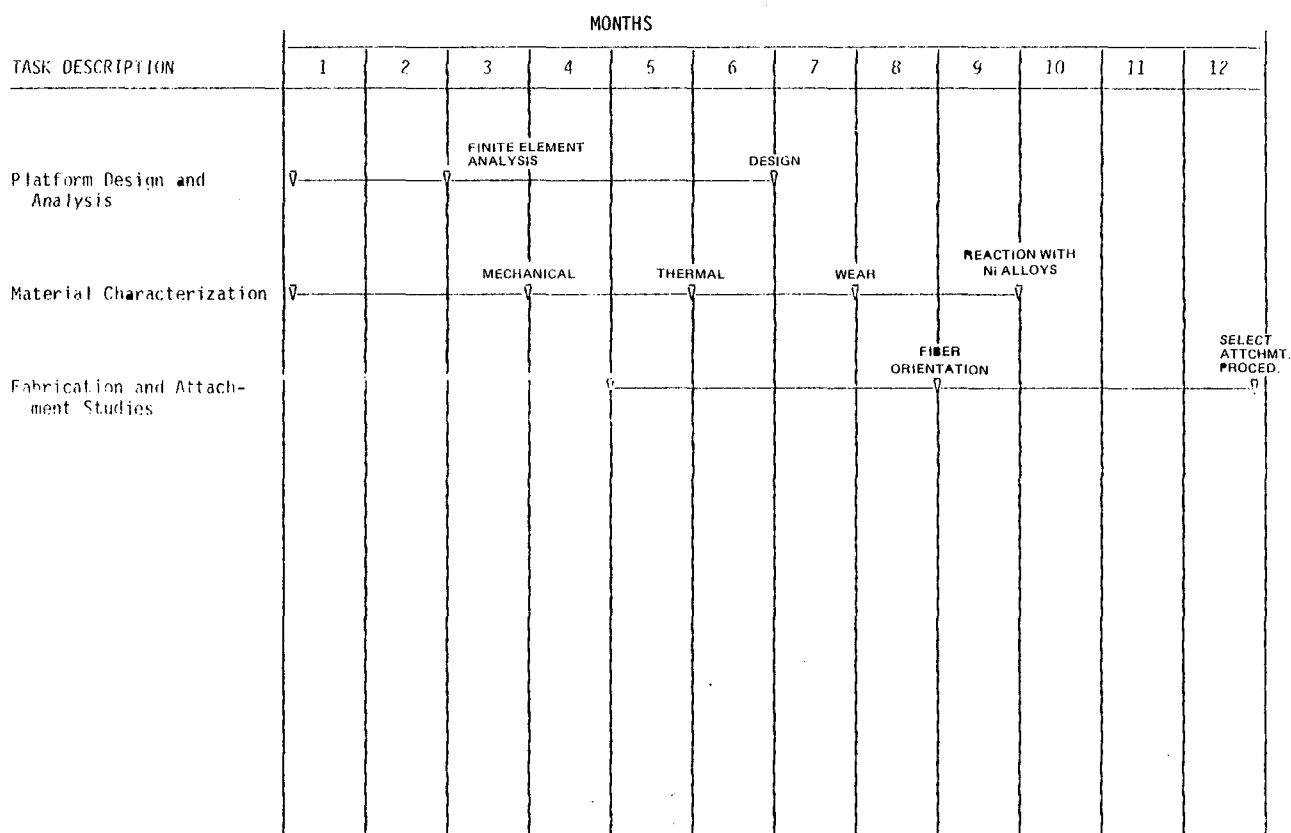 MONTHS
TASK DESCRIPTION 1 2 3 4 5 6 7 8 9 10 11 12
FINITE ELEMENT
ANALYSIS
DESIGN
Platform Design and
Analysis
MECHANICAL
THERMAL
WEAR
REACTION WITH
Ni ALLOYS
Material Characterization
FIBER
ORIENTATION
SELECT
ATTCHMT.
PROCED.
Fabrication and Attach-
ment Studies